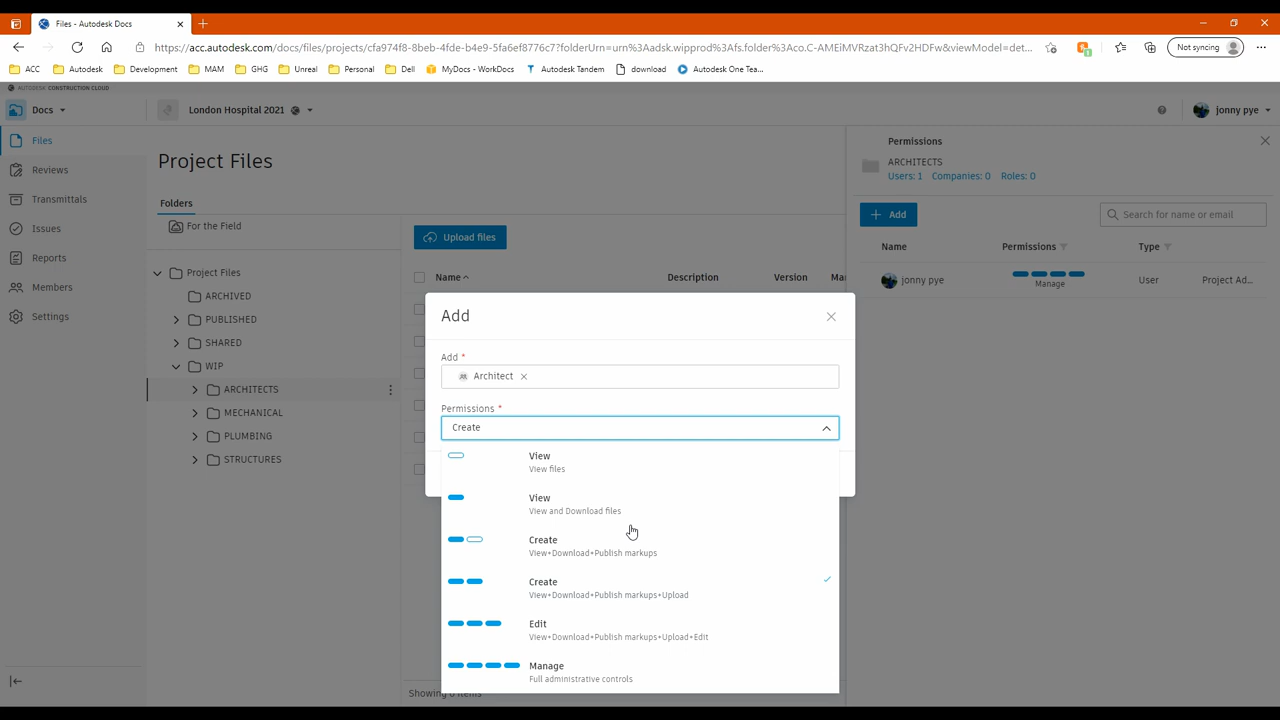 Files - Autodesk Docs
https://acc.autodesk.com/docs/files/projects/cfa974f8-8beb-4fde-b4e9-5fa6ef8776c7?folderUrn=urn%3Aadsk.wipprod%3Afs.folder%3Aco.C-AMEiMVRzat3hQFv2HDFw&viewModel=det...
Not syncing
ACC Autodesk Development MAM GHG Unreal Personal Dell MyDocs - WorkDocs Autodesk Tandem download Autodesk One Tea...
AUTODESK CONSTRUCTION CLOUD
Docs London Hospital 2021 jonny pye
Files
Reviews
Transmittals
Issues
Reports
Members
Settings
Project Files
Folders
For the Field
Project Files
ARCHIVED
PUBLISHED
SHARED
WIP
ARCHITECTS
MECHANICAL
PLUMBING
STRUCTURES
Upload files
Name Description Version Mar
Showing 0 items
Permissions
ARCHITECTS
Users: 1 Companies: 0 Roles: 0
Add
Search for name or email
Name Permissions Type
jonny pye Manage User Project Ad...
Add
Add *
Architect
Permissions *
Create
View
View files
View
View and Download files
Create
View+Download+Publish markups
Create
View+Download+Publish markups+Upload
Edit
View+Download+Publish markups+Upload+Edit
Manage
Full administrative controls